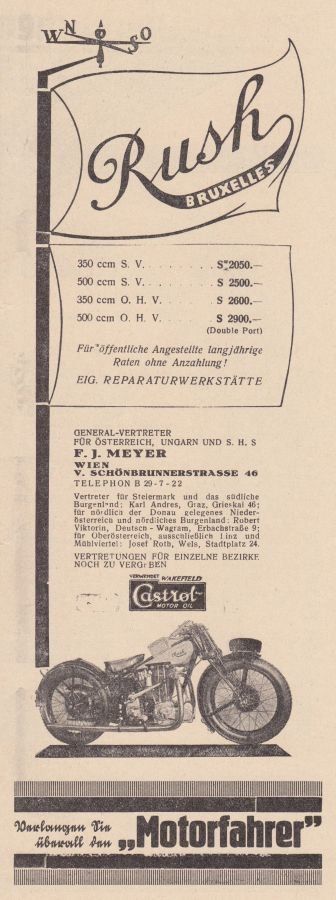 W N S O
Rush
BRUXELLES
350 ccm S. V. . . . . . . . . S 2050.—
500 ccm S. V. . . . . . . . . S 2500.—
350 ccm O. H. V. . . . . . . S 2600.—
500 ccm O. H. V. . . . . . . S 2900.—
(Double Port)
Für öffentliche Angestellte langjährige
Raten ohne Anzahlung!
EIG. REPARATURWERKSTÄTTE
GENERAL-VERTRETER
FÜR ÖSTERREICH, UNGARN UND S. H. S
F. J. MEYER
WIEN
V. SCHÖNBRUNNERSTRASSE 46
TELEPHON B 29-7-22
Vertreter für Steiermark und das südliche
Burgenland: Karl Andres, Graz, Grieskai 46;
für nördlich der Donau gelegenes Nieder-
österreich und nördliches Burgenland: Robert
Viktorin, Deutsch-Wagram, Erbachstraße 9;
für Oberösterreich, ausschließlich Linz und
Mühlviertel: Josef Roth, Wels, Stadtplatz 24.
VERTRETUNGEN FÜR EINZELNE BEZIRKE
NOCH ZU VERGEBEN
VERWENDET WAKEFIELD
Castrol
MOTOR OIL
Verlangen Sie
überall den „Motorfahrer"